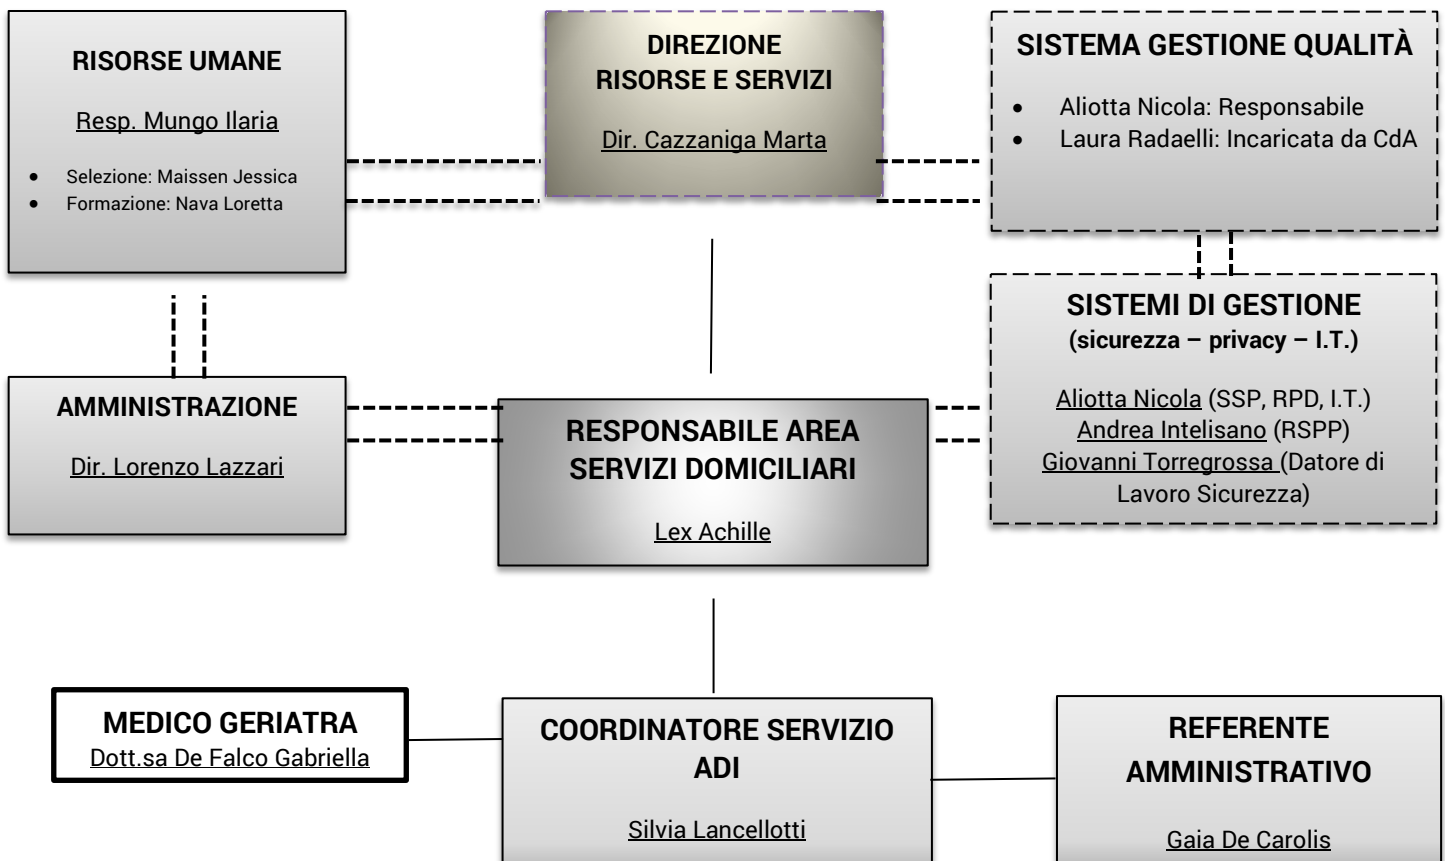 RISORSE UMANE
Resp. Mungo Ilaria
• Selezione: Maissen Jessica
• Formazione: Nava Loretta
DIREZIONE
RISORSE E SERVIZI
Dir. Cazzaniga Marta
SISTEMA GESTIONE QUALITÀ
• Aliotta Nicola: Responsabile
• Laura Radaelli: Incaricata da CdA
SISTEMI DI GESTIONE
(sicurezza – privacy – I.T.)
Aliotta Nicola (SSP, RPD, I.T.)
Andrea Intelisano (RSPP)
Giovanni Torregrossa (Datore di
Lavoro Sicurezza)
AMMINISTRAZIONE
Dir. Lorenzo Lazzari
RESPONSABILE AREA
SERVIZI DOMICILIARI
Lex Achille
MEDICO GERIATRA
Dott.sa De Falco Gabriella
COORDINATORE SERVIZIO
ADI
Silvia Lancellotti
REFERENTE
AMMINISTRATIVO
Gaia De Carolis